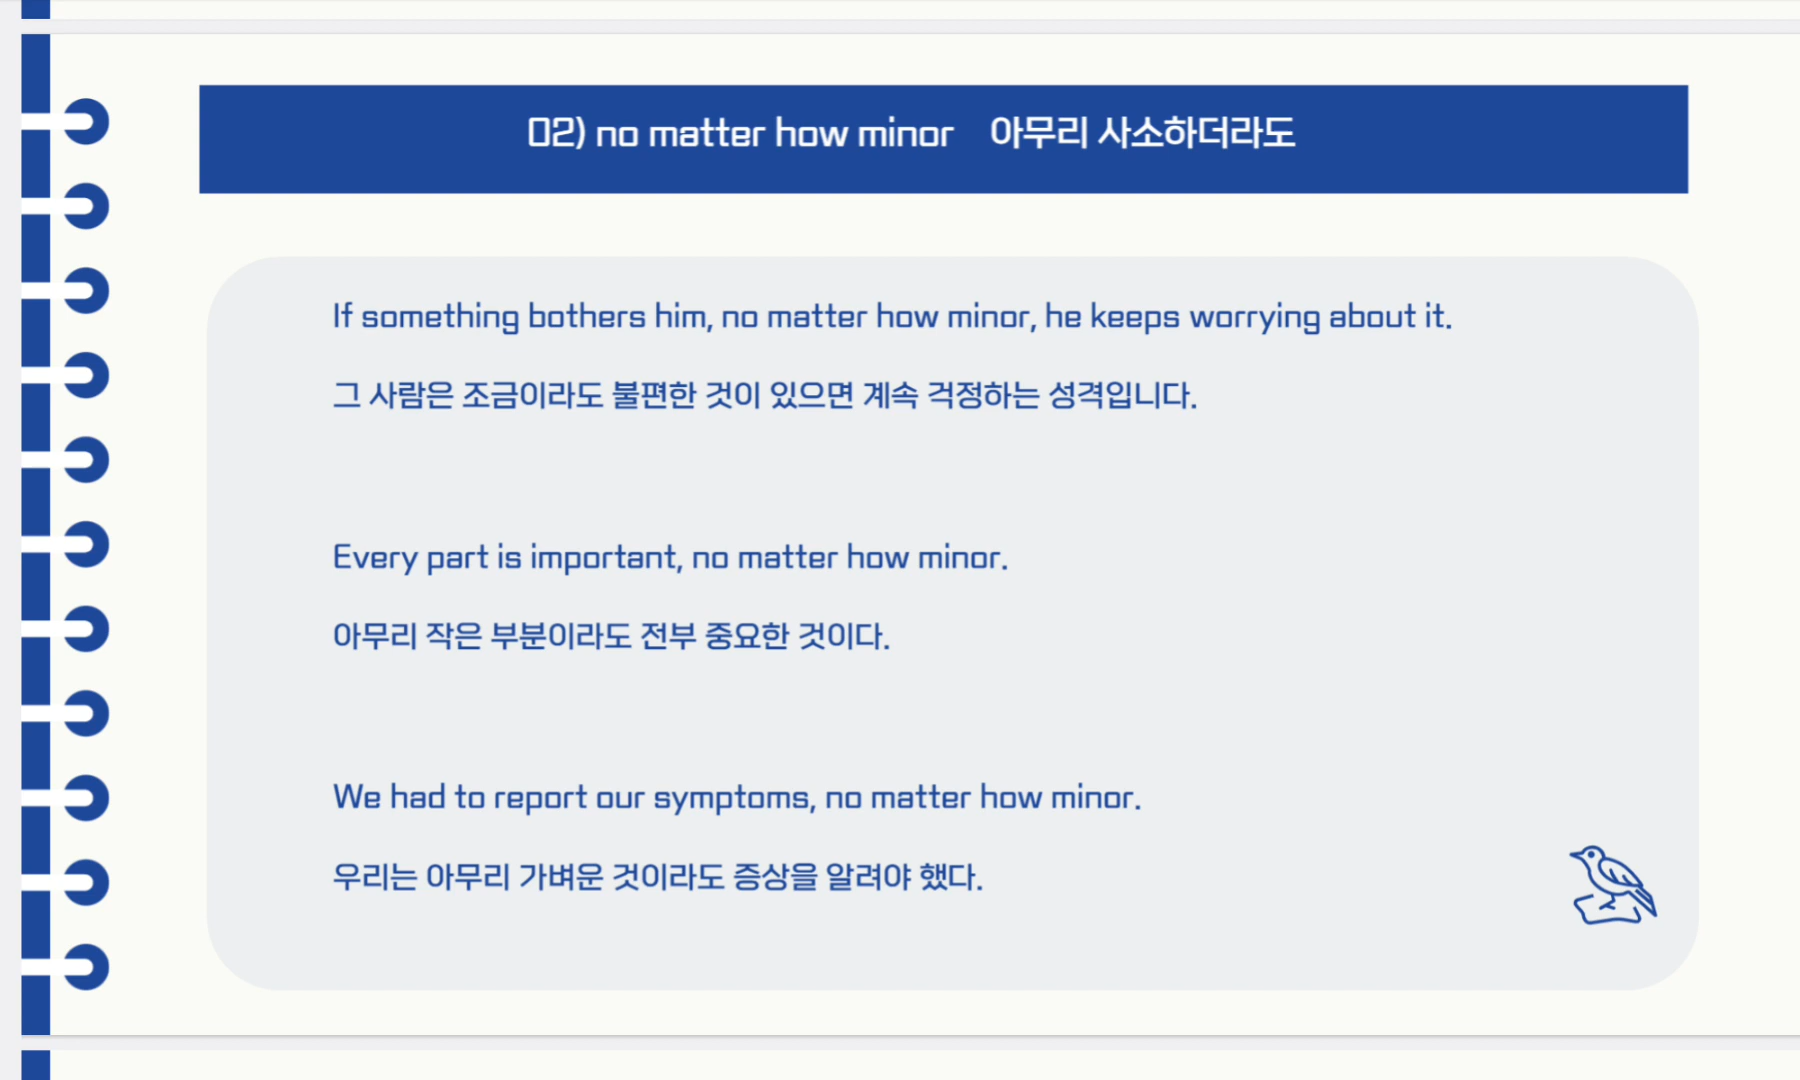 02) no matter how minor 아무리 사소하더라도
If something bothers him, no matter how minor, he keeps worrying about it.
그 사람은 조금이라도 불편한 것이 있으면 계속 걱정하는 성격입니다.
Every part is important, no matter how minor.
아무리 작은 부분이라도 전부 중요한 것이다.
We had to report our symptoms, no matter how minor.
우리는 아무리 가벼운 것이라도 증상을 알려야 했다.